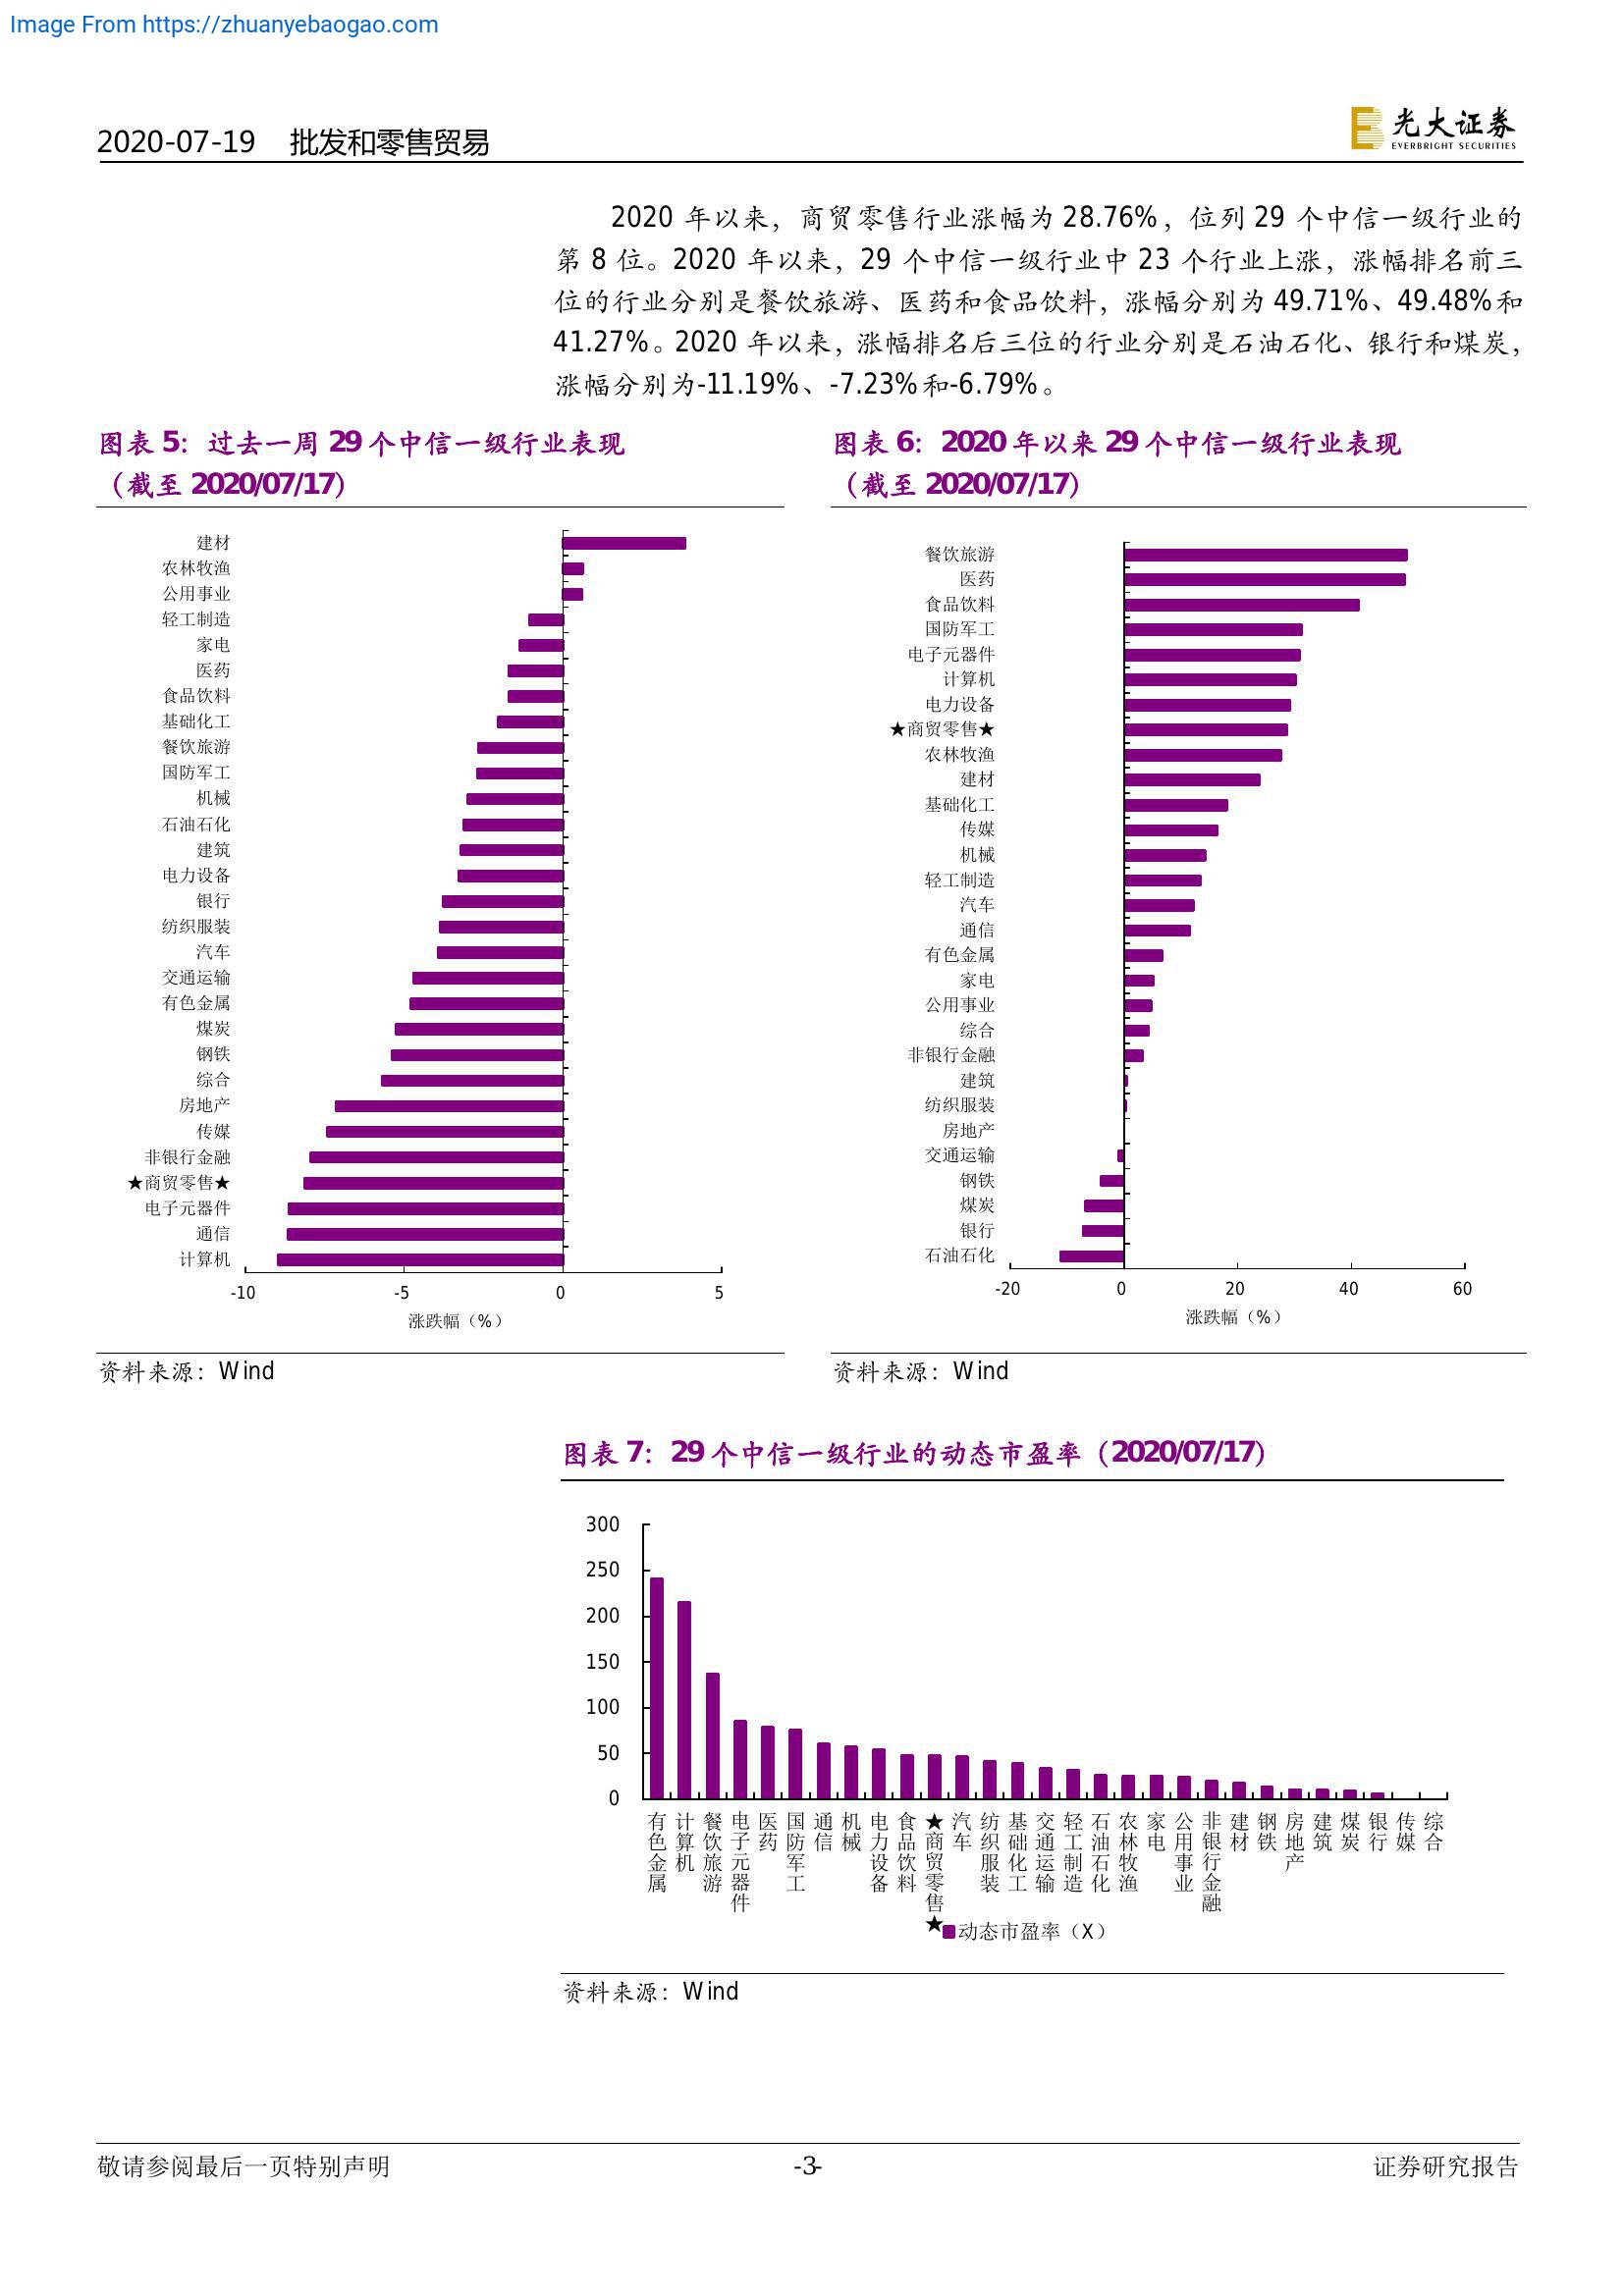 Image From https://zhuanyebaogao.com
2020-07-19 批发和零售贸易
光大证券
EVERBRIGHT SECURITIES
2020 年以来，商贸零售行业涨幅为 28.76%，位列 29 个中信一级行业的
第 8 位。2020 年以来，29 个中信一级行业中 23 个行业上涨，涨幅排名前三
位的行业分别是餐饮旅游、医药和食品饮料，涨幅分别为 49.71%、49.48%和
41.27%。2020 年以来，涨幅排名后三位的行业分别是石油石化、银行和煤炭，
涨幅分别为-11.19%、-7.23%和-6.79%。
图表 5：过去一周 29 个中信一级行业表现
（截至 2020/07/17）
建材
农林牧渔
公用事业
轻工制造
家电
医药
食品饮料
基础化工
餐饮旅游
国防军工
机械
石油石化
建筑
电力设备
银行
纺织服装
汽车
交通运输
有色金属
煤炭
钢铁
综合
房地产
传媒
非银行金融
★商贸零售★
电子元器件
通信
计算机
-10 -5 0 5
涨跌幅（%）
资料来源：Wind
图表 6：2020 年以来 29 个中信一级行业表现
（截至 2020/07/17）
餐饮旅游
医药
食品饮料
国防军工
电子元器件
计算机
电力设备
★商贸零售★
农林牧渔
建材
基础化工
传媒
机械
轻工制造
汽车
通信
有色金属
家电
公用事业
综合
非银行金融
建筑
纺织服装
房地产
交通运输
钢铁
煤炭
银行
石油石化
-20 0 20 40 60
涨跌幅（%）
资料来源：Wind
图表 7：29 个中信一级行业的动态市盈率（2020/07/17）
300
250
200
150
100
50
0
有色金属
计算机
餐饮旅游
电子元器件
医药
国防军工
通信
机械
电力设备
食品饮料
★商贸零售★
汽车
纺织服装
基础化工
交通运输
轻工制造
石油石化
农林牧渔
家电
公用事业
非银行金融
建材
钢铁
房地产
建筑
煤炭
银行
传媒
综合
动态市盈率（X）
资料来源：Wind
敬请参阅最后一页特别声明 -3- 证券研究报告